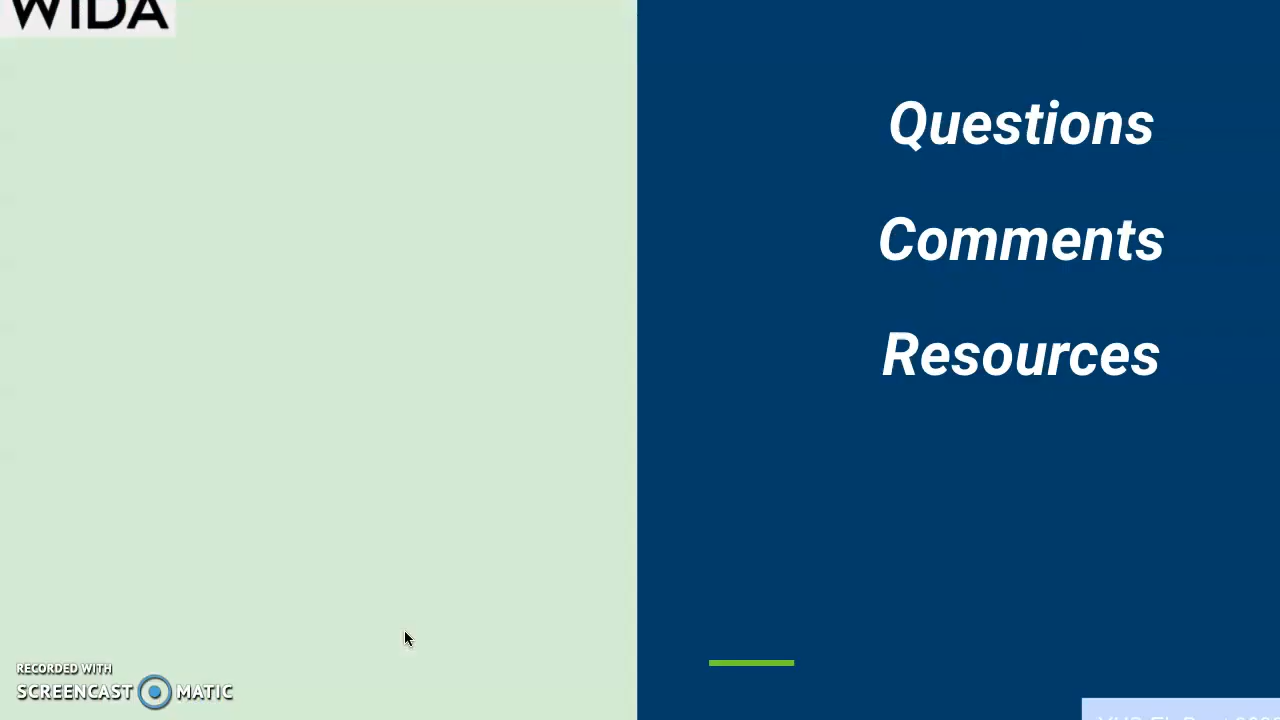 WIDA
Questions
Comments
Resources
RECORDED WITH
SCREENCAST MATIC